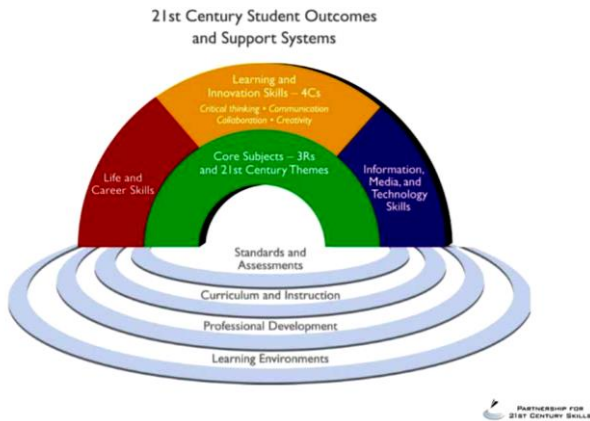 21st Century Student Outcomes
and Support Systems
Learning and
Innovation Skills – 4Cs
Critical thinking • Communication
Collaboration • Creativity
Core Subjects – 3Rs
and 21st Century Themes
Life and
Career Skills
Information,
Media, and
Technology
Skills
Standards and
Assessments
Curriculum and Instruction
Professional Development
Learning Environments
PARTNERSHIP FOR
21ST CENTURY SKILLS